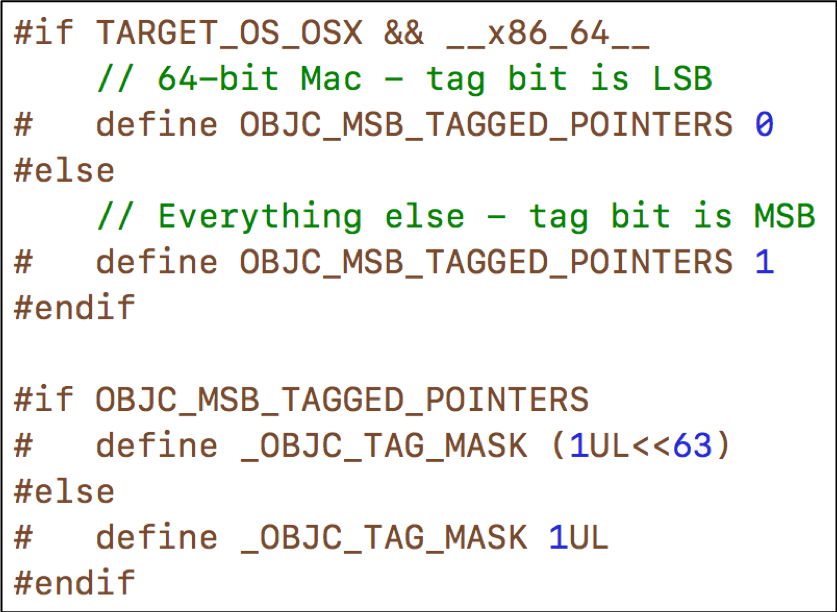 #if TARGET_OS_OSX && __x86_64__
    // 64-bit Mac - tag bit is LSB
#   define OBJC_MSB_TAGGED_POINTERS 0
#else
    // Everything else - tag bit is MSB
#   define OBJC_MSB_TAGGED_POINTERS 1
#endif

#if OBJC_MSB_TAGGED_POINTERS
#   define _OBJC_TAG_MASK (1UL<<63)
#else
#   define _OBJC_TAG_MASK 1UL
#endif